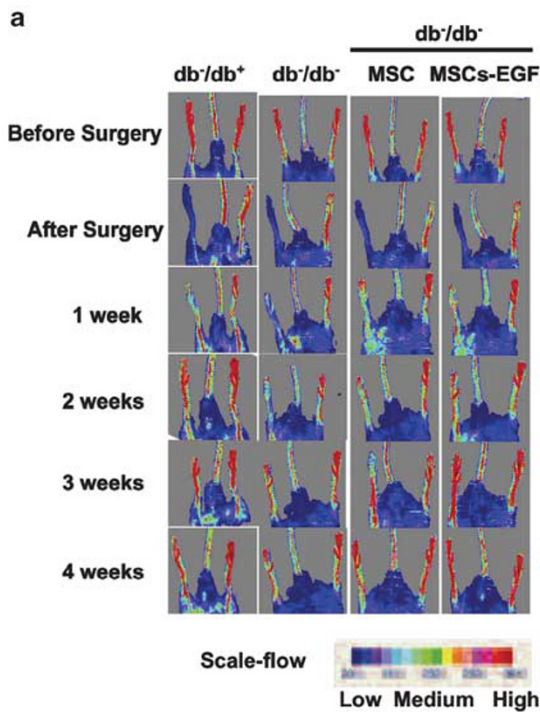 a
db⁻/db⁻
db⁻/db⁺ db⁻/db⁻ MSC MSCs-EGF
Before Surgery
After Surgery
1 week
2 weeks
3 weeks
4 weeks
Scale-flow
Low Medium High